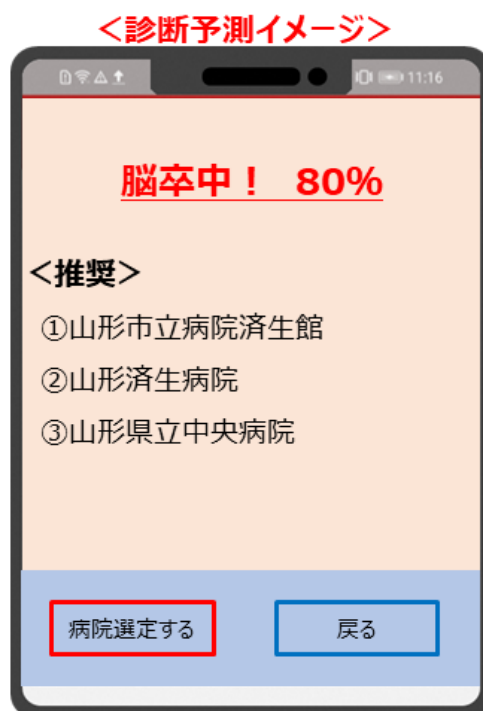 ＜診断予測イメージ＞
11:16
脳卒中！ 80%
＜推奨＞
①山形市立病院済生館
②山形済生病院
③山形県立中央病院
病院選定する
戻る